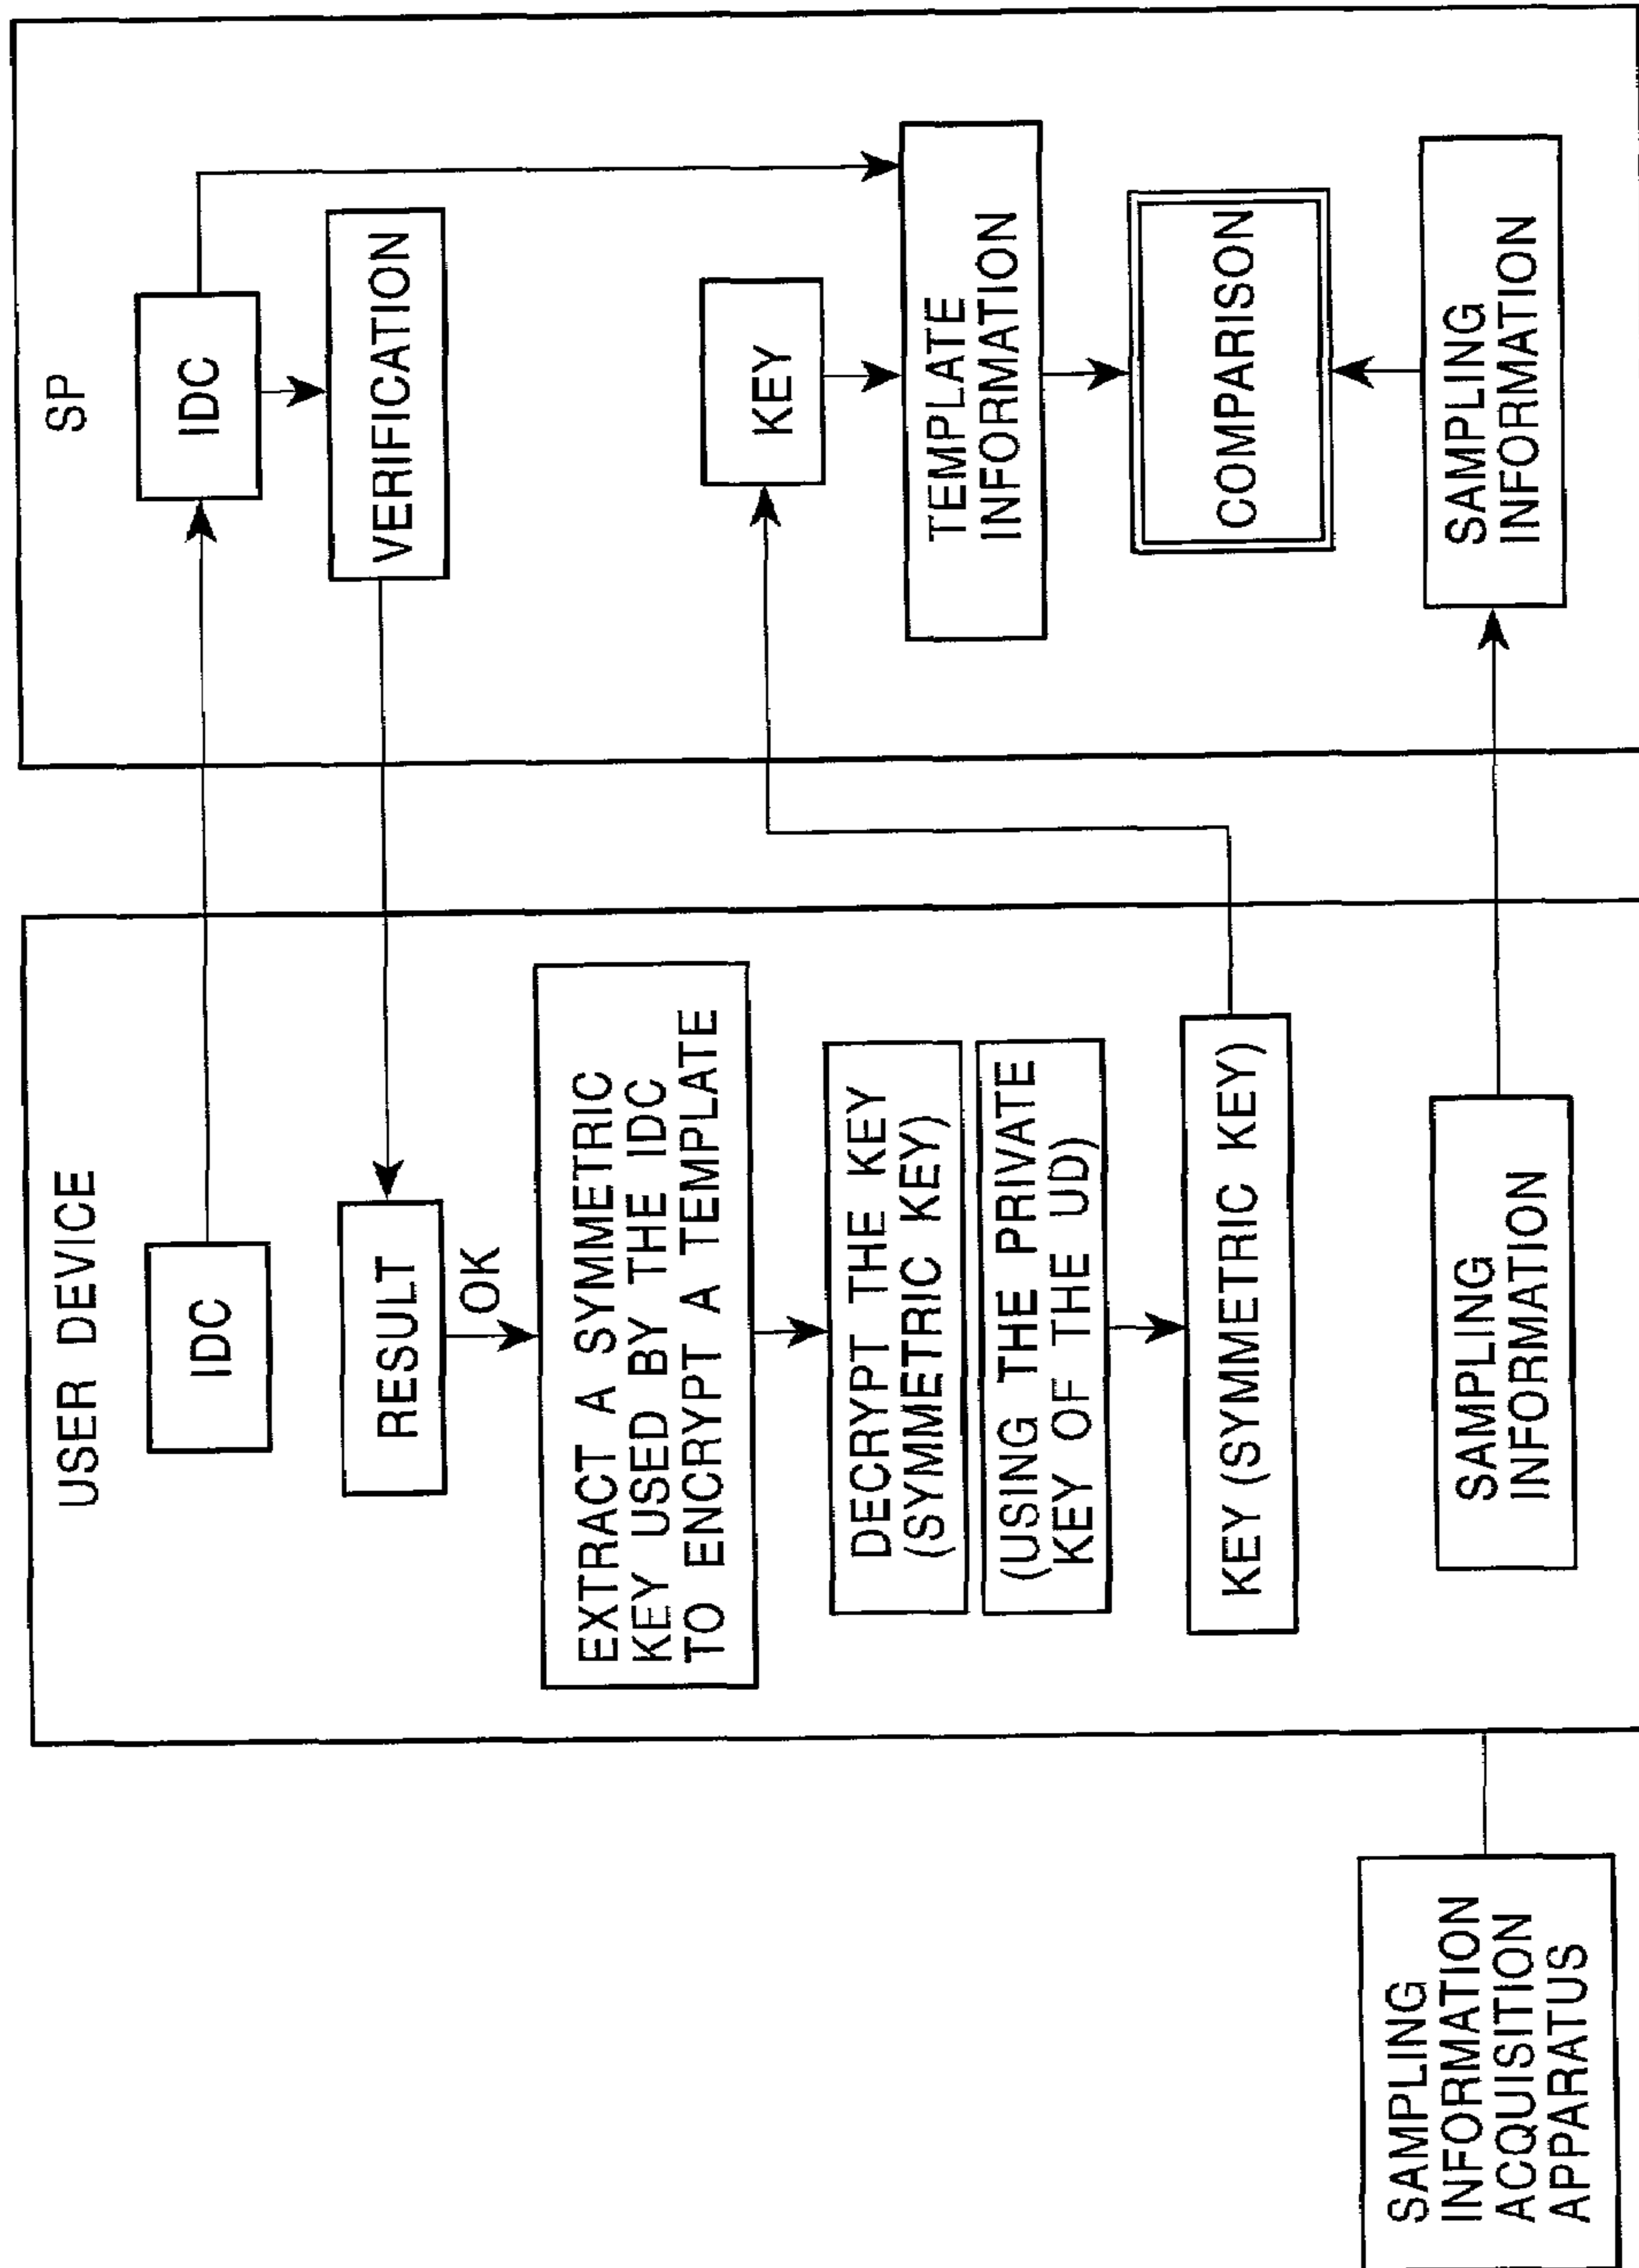 SAMPLING
INFORMATION
ACQUISITION
APPARATUS
USER DEVICE
IDC
RESULT
OK
EXTRACT A SYMMETRIC
KEY USED BY THE IDC
TO ENCRYPT A TEMPLATE
DECRYPT THE KEY
(SYMMETRIC KEY)
(USING THE PRIVATE
KEY OF THE UD)
KEY (SYMMETRIC KEY)
SAMPLING
INFORMATION
SP
IDC
VERIFICATION
KEY
TEMPLATE
INFORMATION
COMPARISON
SAMPLING
INFORMATION